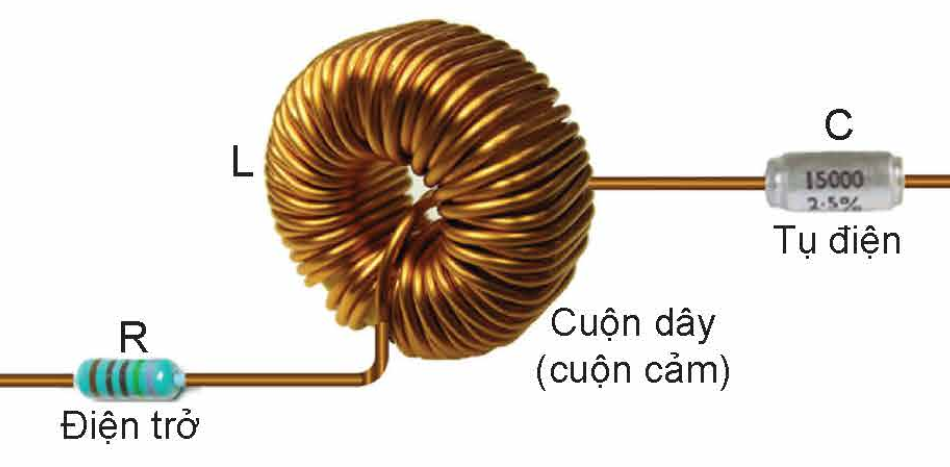 C
15000
2.5%
L
Tụ điện
Cuộn dây
(cuộn cảm)
R
Điện trở